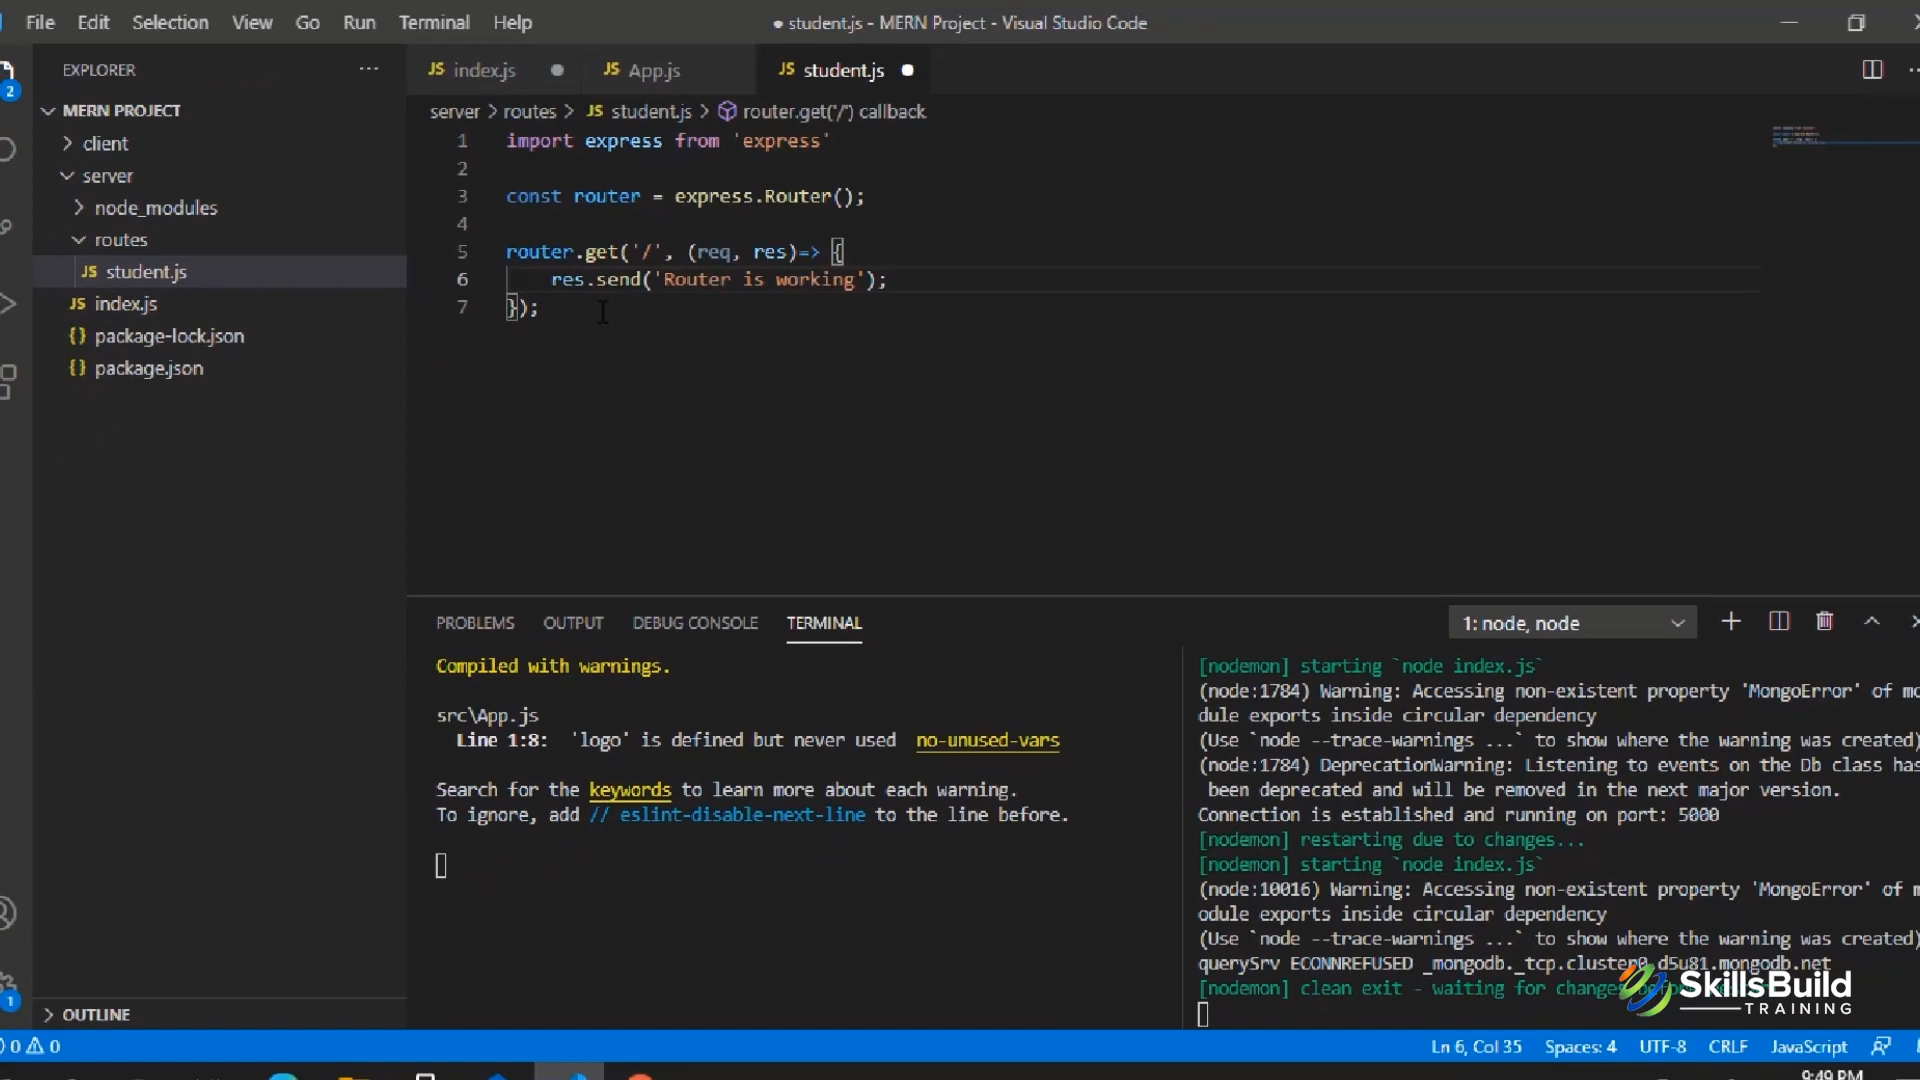 File Edit Selection View Go Run Terminal Help
● student.js - MERN Project - Visual Studio Code
EXPLORER
JS index.js
JS App.js
JS student.js
2
MERN PROJECT
server > routes > JS student.js > router.get('/') callback
client
server
node_modules
routes
JS student.js
JS index.js
{} package-lock.json
{} package.json
1 import express from 'express'
2
3 const router = express.Router();
4
5 router.get('/', (req, res)=> {
6 res.send('Router is working');
7 });
PROBLEMS OUTPUT DEBUG CONSOLE TERMINAL
1: node, node
Compiled with warnings.
src\App.js
Line 1:8: 'logo' is defined but never used no-unused-vars
Search for the keywords to learn more about each warning.
To ignore, add // eslint-disable-next-line to the line before.
[nodemon] starting `node index.js`
(node:1784) Warning: Accessing non-existent property 'MongoError' of mo
dule exports inside circular dependency
(Use `node --trace-warnings ...` to show where the warning was created)
(node:1784) DeprecationWarning: Listening to events on the Db class has
been deprecated and will be removed in the next major version.
Connection is established and running on port: 5000
[nodemon] restarting due to changes...
[nodemon] starting `node index.js`
(node:10016) Warning: Accessing non-existent property 'MongoError' of m
odule exports inside circular dependency
(Use `node --trace-warnings ...` to show where the warning was created)
querySrv ECONNREFUSED _mongodb._tcp.cluster0.d5u81.mongodb.net
[nodemon] clean exit - waiting for changes
SkillsBuild
TRAINING
OUTLINE
1
0 0
Ln 6, Col 35 Spaces: 4 UTF-8 CRLF JavaScript
9:49 PM